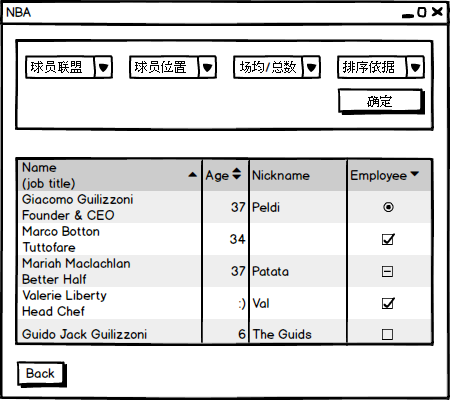 NBA
球员联盟 球员位置 场均/总数 排序依据
确定
Name
(job title) Age Nickname Employee
Giacomo Guilizzoni
Founder & CEO 37 Peldi
Marco Botton
Tuttofare 34
Mariah Maclachlan
Better Half 37 Patata
Valerie Liberty
Head Chef :) Val
Guido Jack Guilizzoni 6 The Guids
Back